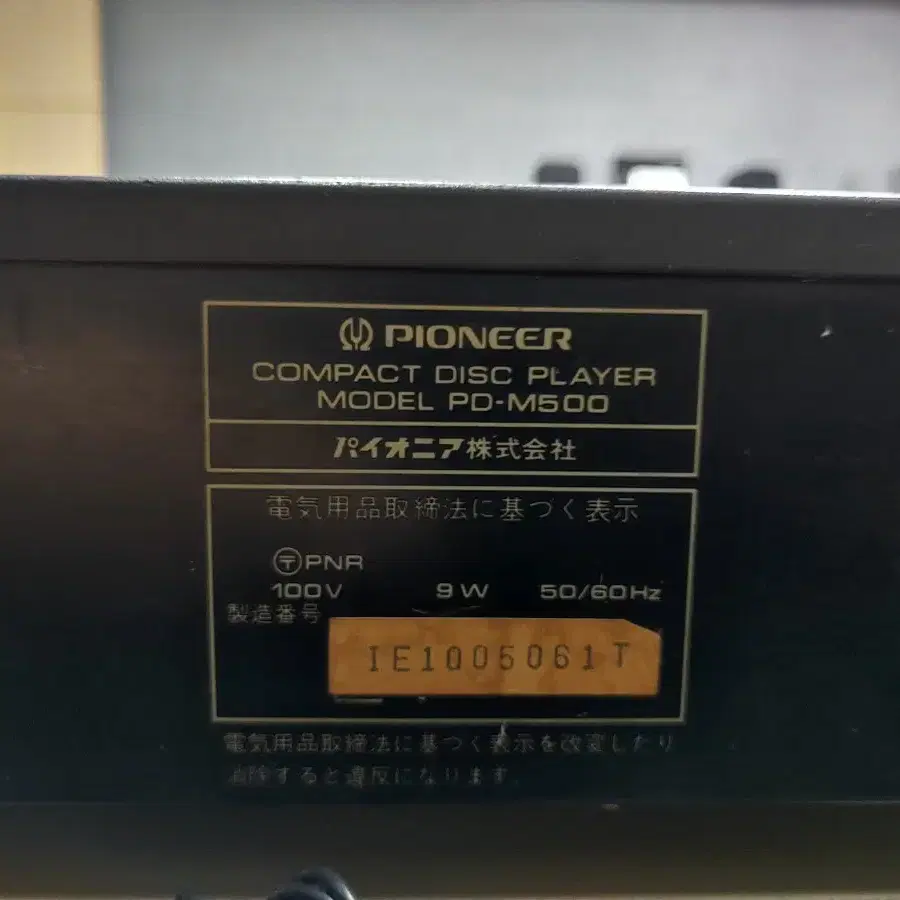 PIONEER
COMPACT DISC PLAYER
MODEL PD-M500
パイオニア株式会社
電気用品取締法に基づく表示
〒PNR
100V 9W 50/60Hz
製造番号
IE1005061T
電気用品取締法に基づく表示を改変したり
消除すると違反になります.